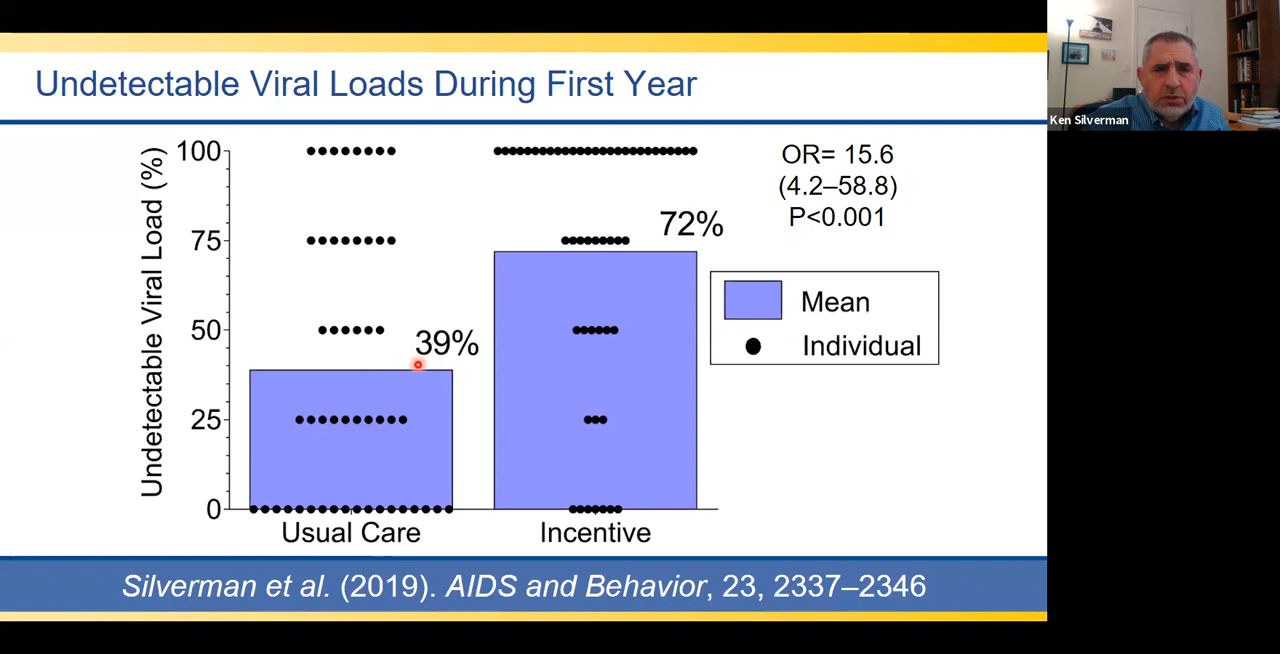 Undetectable Viral Loads During First Year
Ken Silverman
Undetectable Viral Load (%)
100
75
50
25
0
39%
72%
Usual Care
Incentive
OR= 15.6
(4.2–58.8)
P<0.001
Mean
Individual
Silverman et al. (2019). AIDS and Behavior, 23, 2337–2346